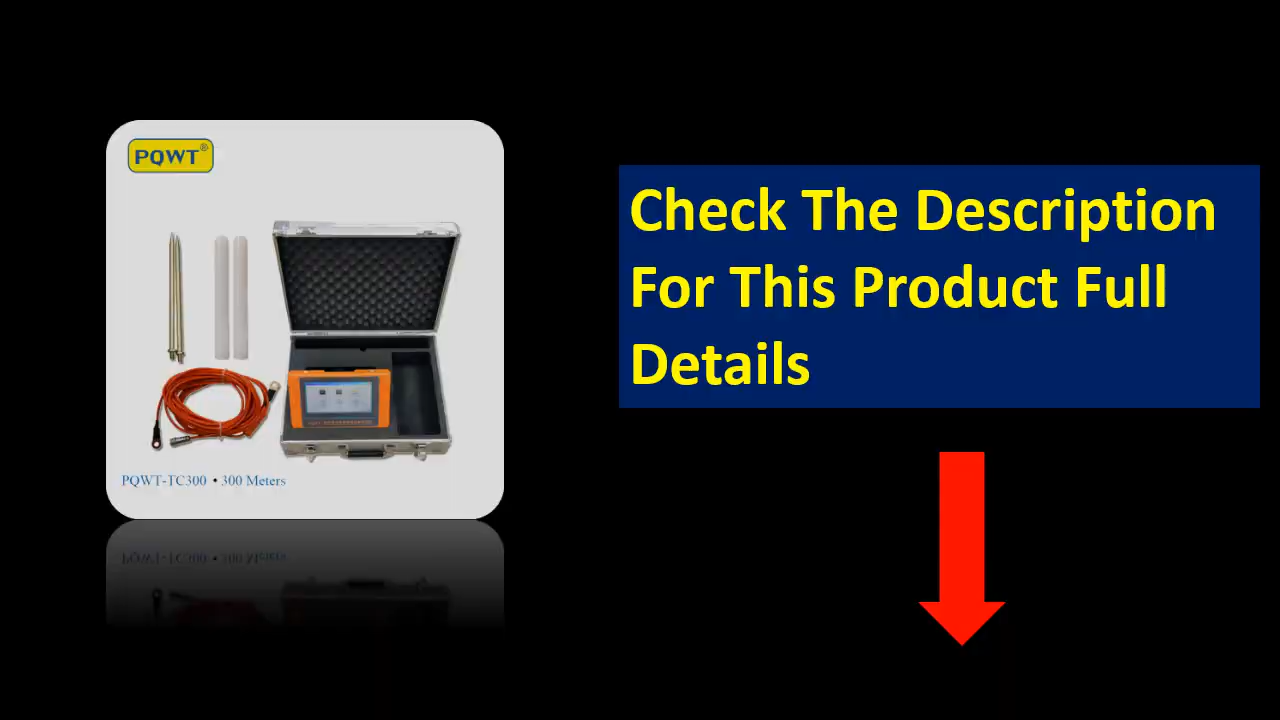 PQWT®
Check The Description
For This Product Full
Details
PQWT-TC300 • 300 Meters